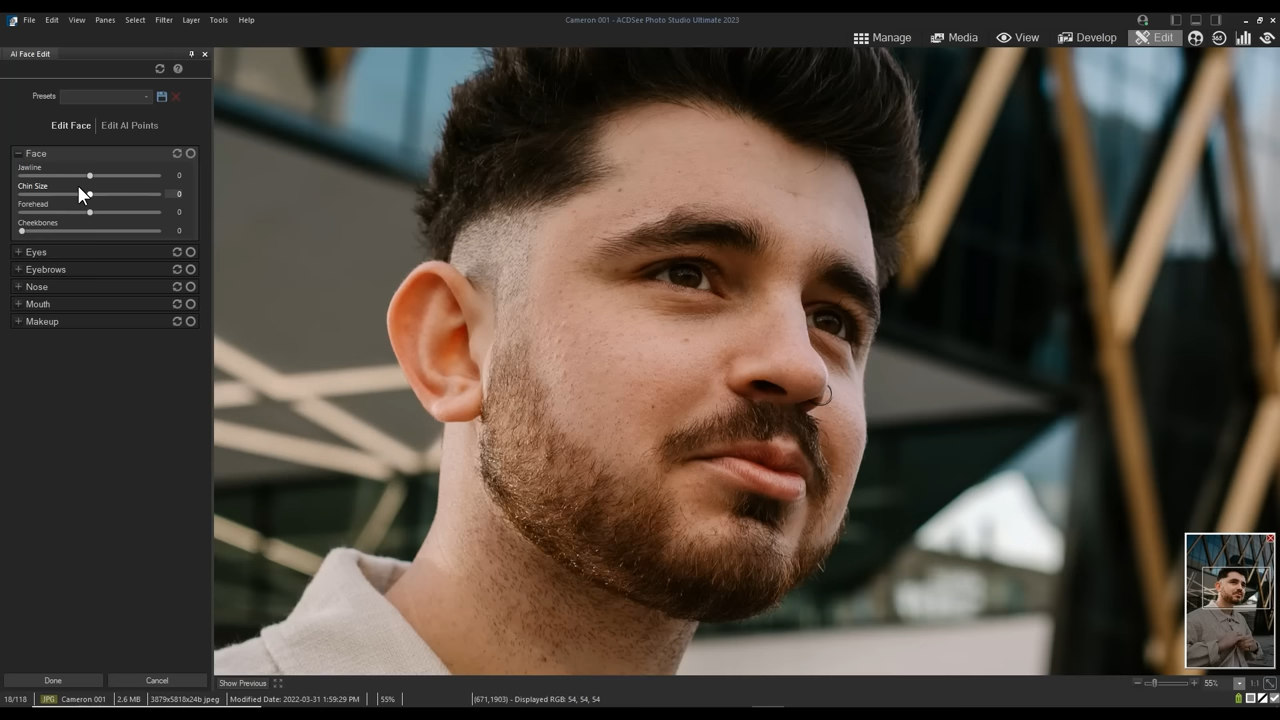 File Edit View Panes Select Filter Layer Tools Help
Cameron 001 - ACDSee Photo Studio Ultimate 2023
Manage Media View Develop Edit
365
AI Face Edit
Presets
Edit Face Edit AI Points
Face
Jawline 0
Chin Size 0
Forehead 0
Cheekbones 0
Eyes
Eyebrows
Nose
Mouth
Makeup
Done Cancel
Show Previous
55% 1:1
18/118 JPG Cameron 001 2.6 MB 3879x5818x24b jpeg Modified Date: 2022-03-31 1:59:29 PM 55% (671,1903) - Displayed RGB: 54, 54, 54